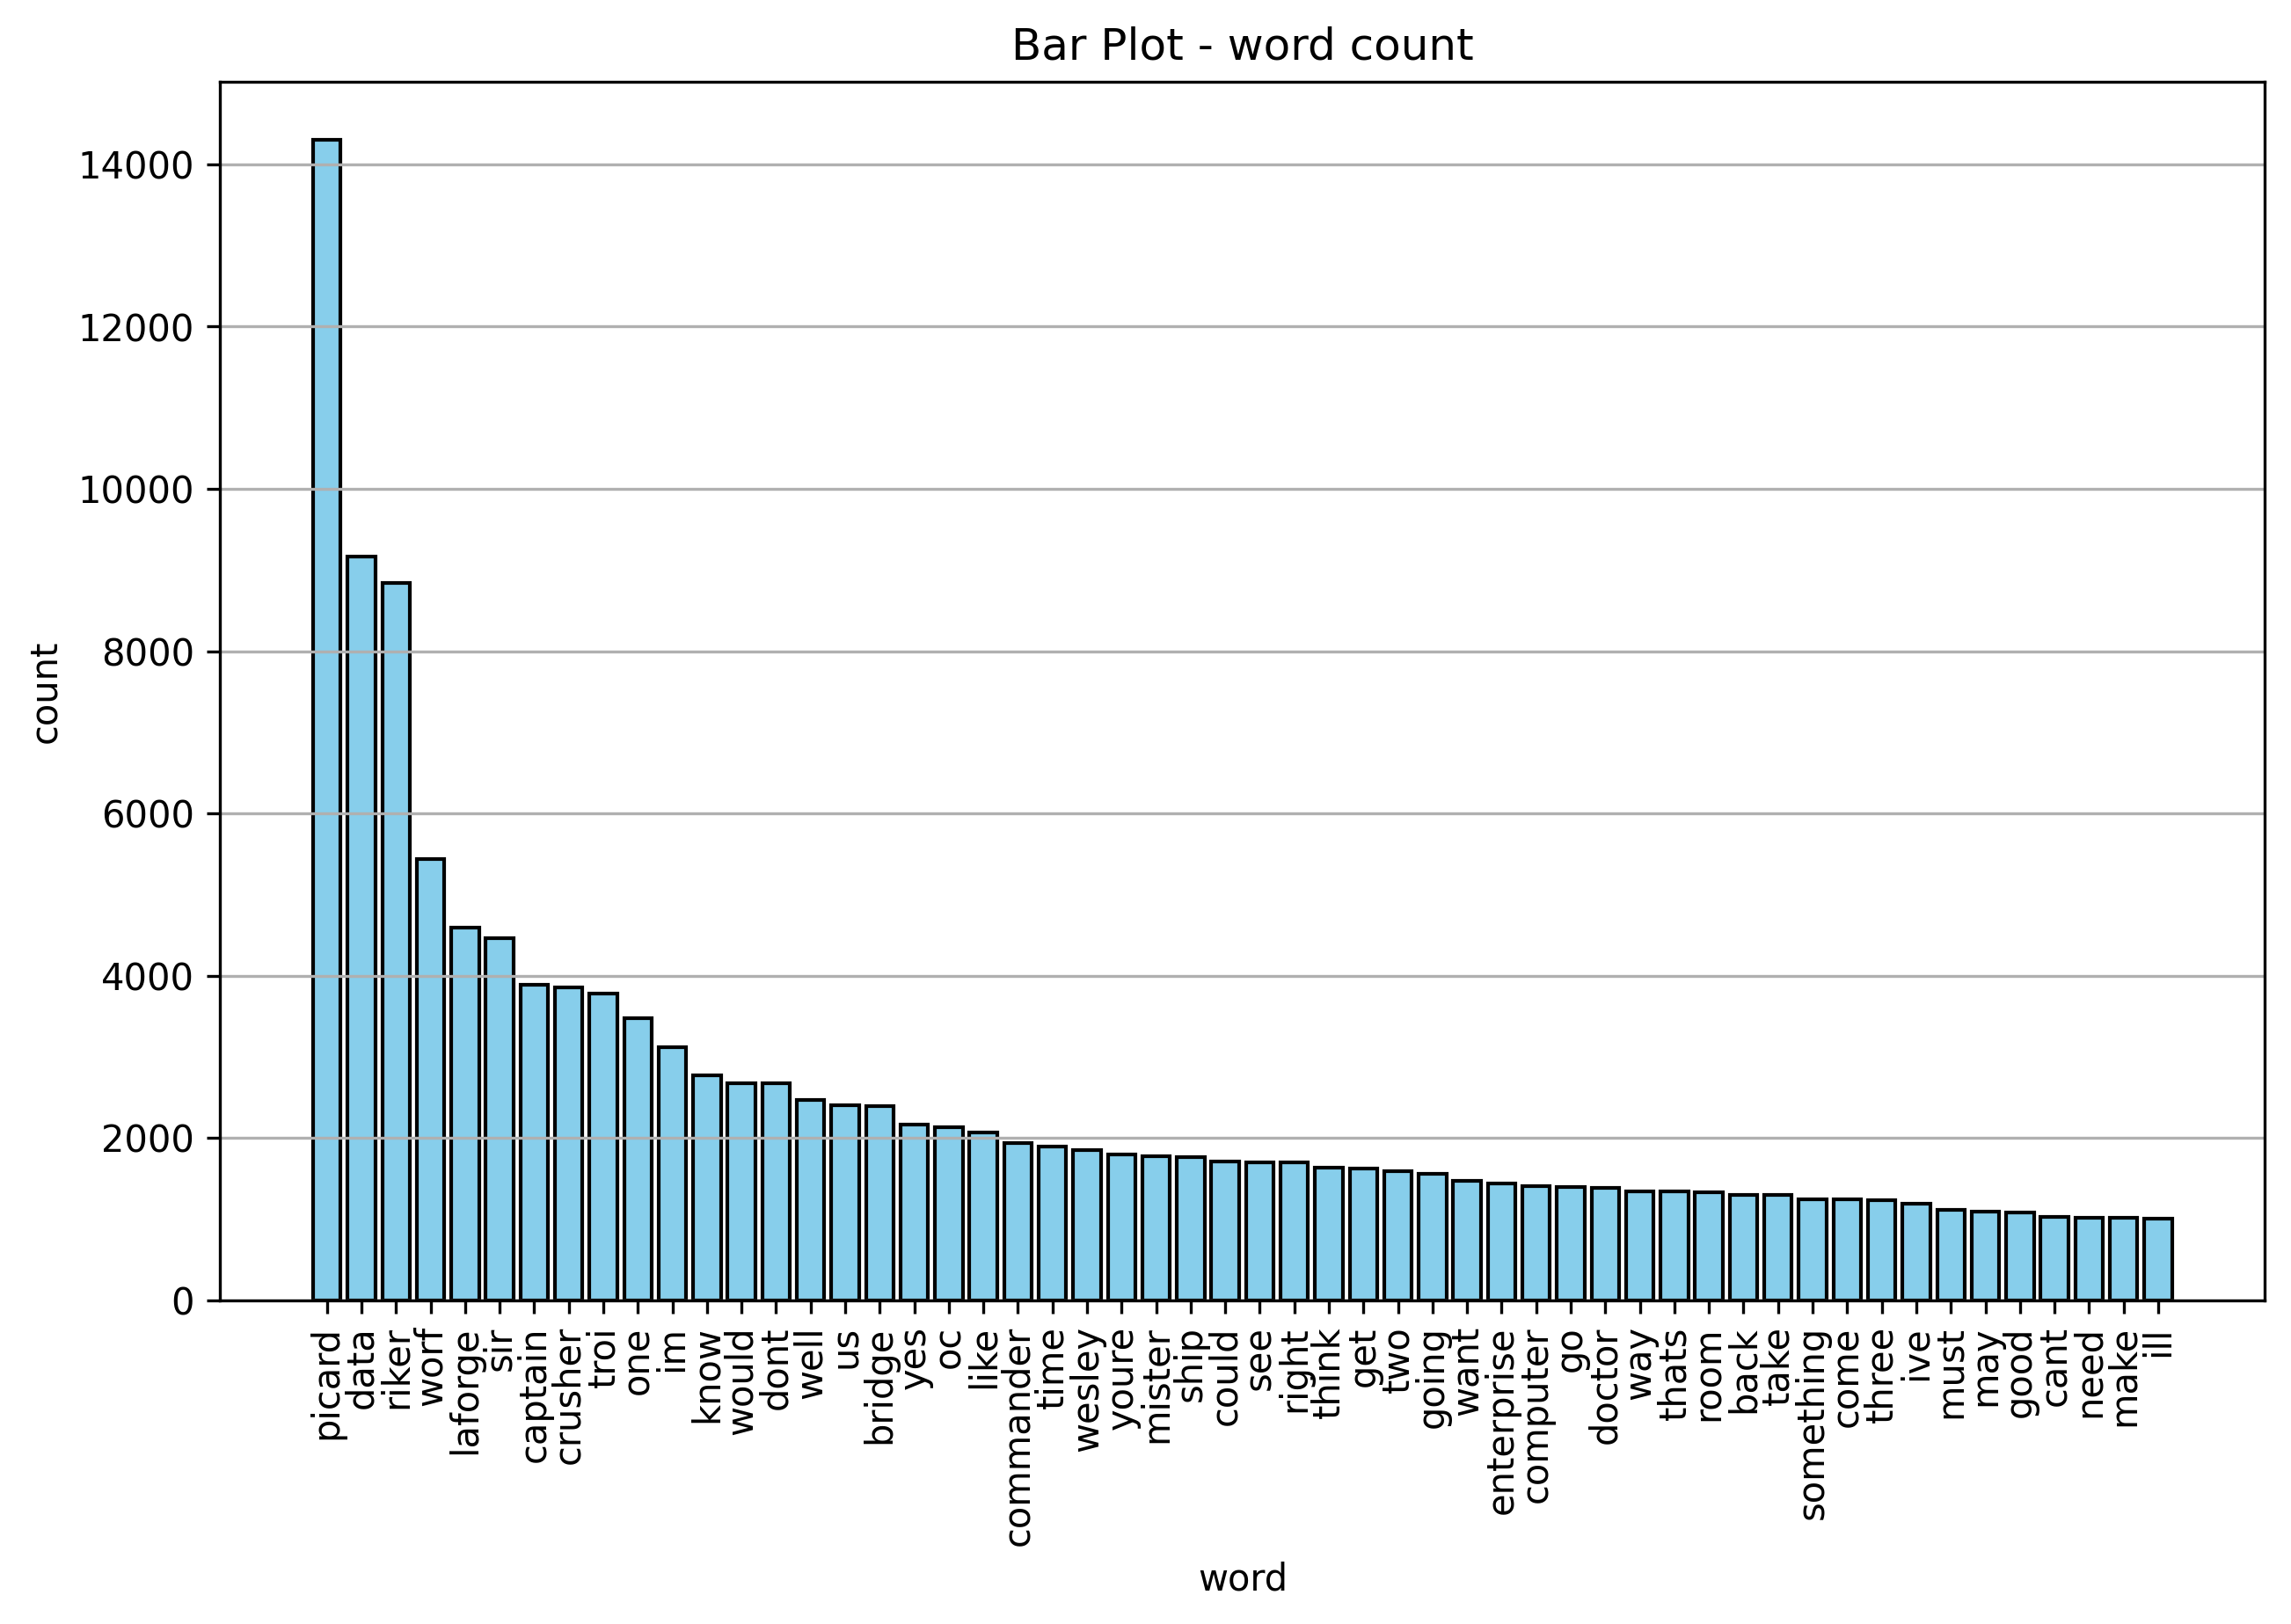 Bar Plot - word count
count
14000
12000
10000
8000
6000
4000
2000
0
picard
data
riker
worf
laforge
sir
captain
crusher
troi
one
im
know
would
dont
well
us
bridge
yes
oc
like
commander
time
wesley
youre
mister
ship
could
see
right
think
get
two
going
want
enterprise
computer
go
doctor
way
thats
room
back
take
something
come
three
ive
must
may
good
cant
need
make
ill
word